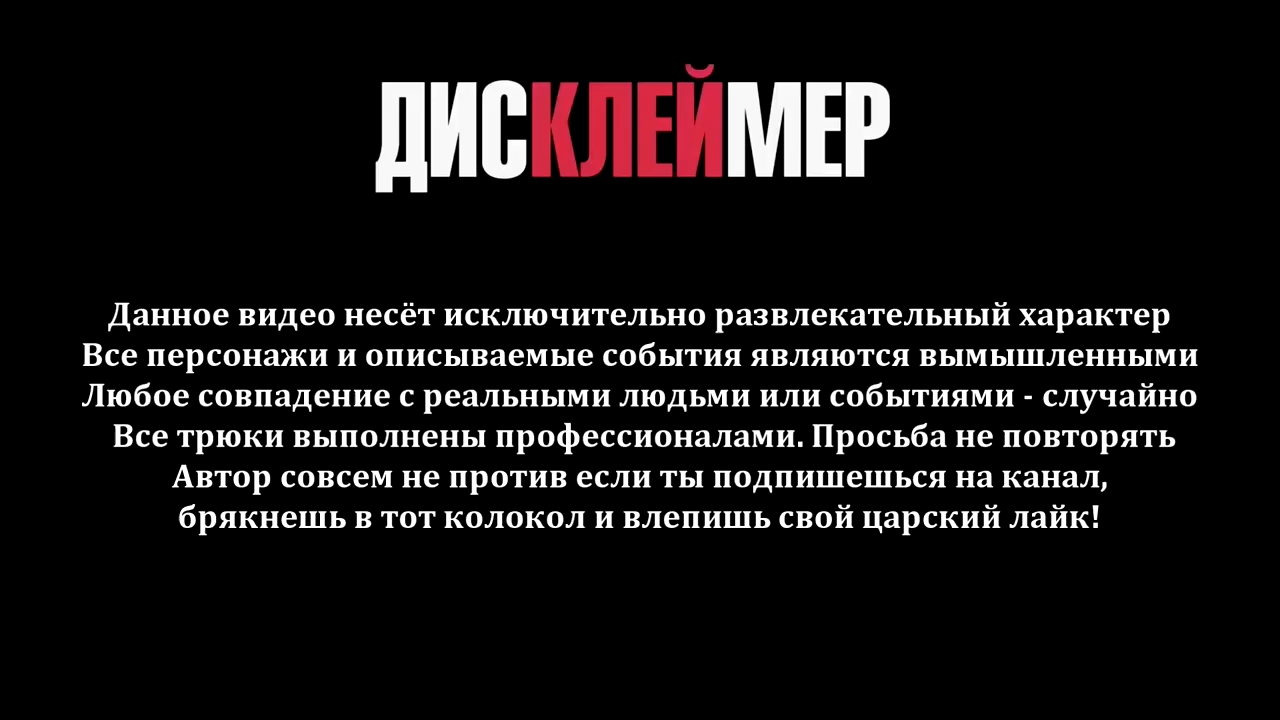 ДИСКЛЕЙМЕР
Данное видео несёт исключительно развлекательный характер
Все персонажи и описываемые события являются вымышленными
Любое совпадение с реальными людьми или событиями - случайно
Все трюки выполнены профессионалами. Просьба не повторять
Автор совсем не против если ты подпишешься на канал,
брякнешь в тот колокол и влепишь свой царский лайк!